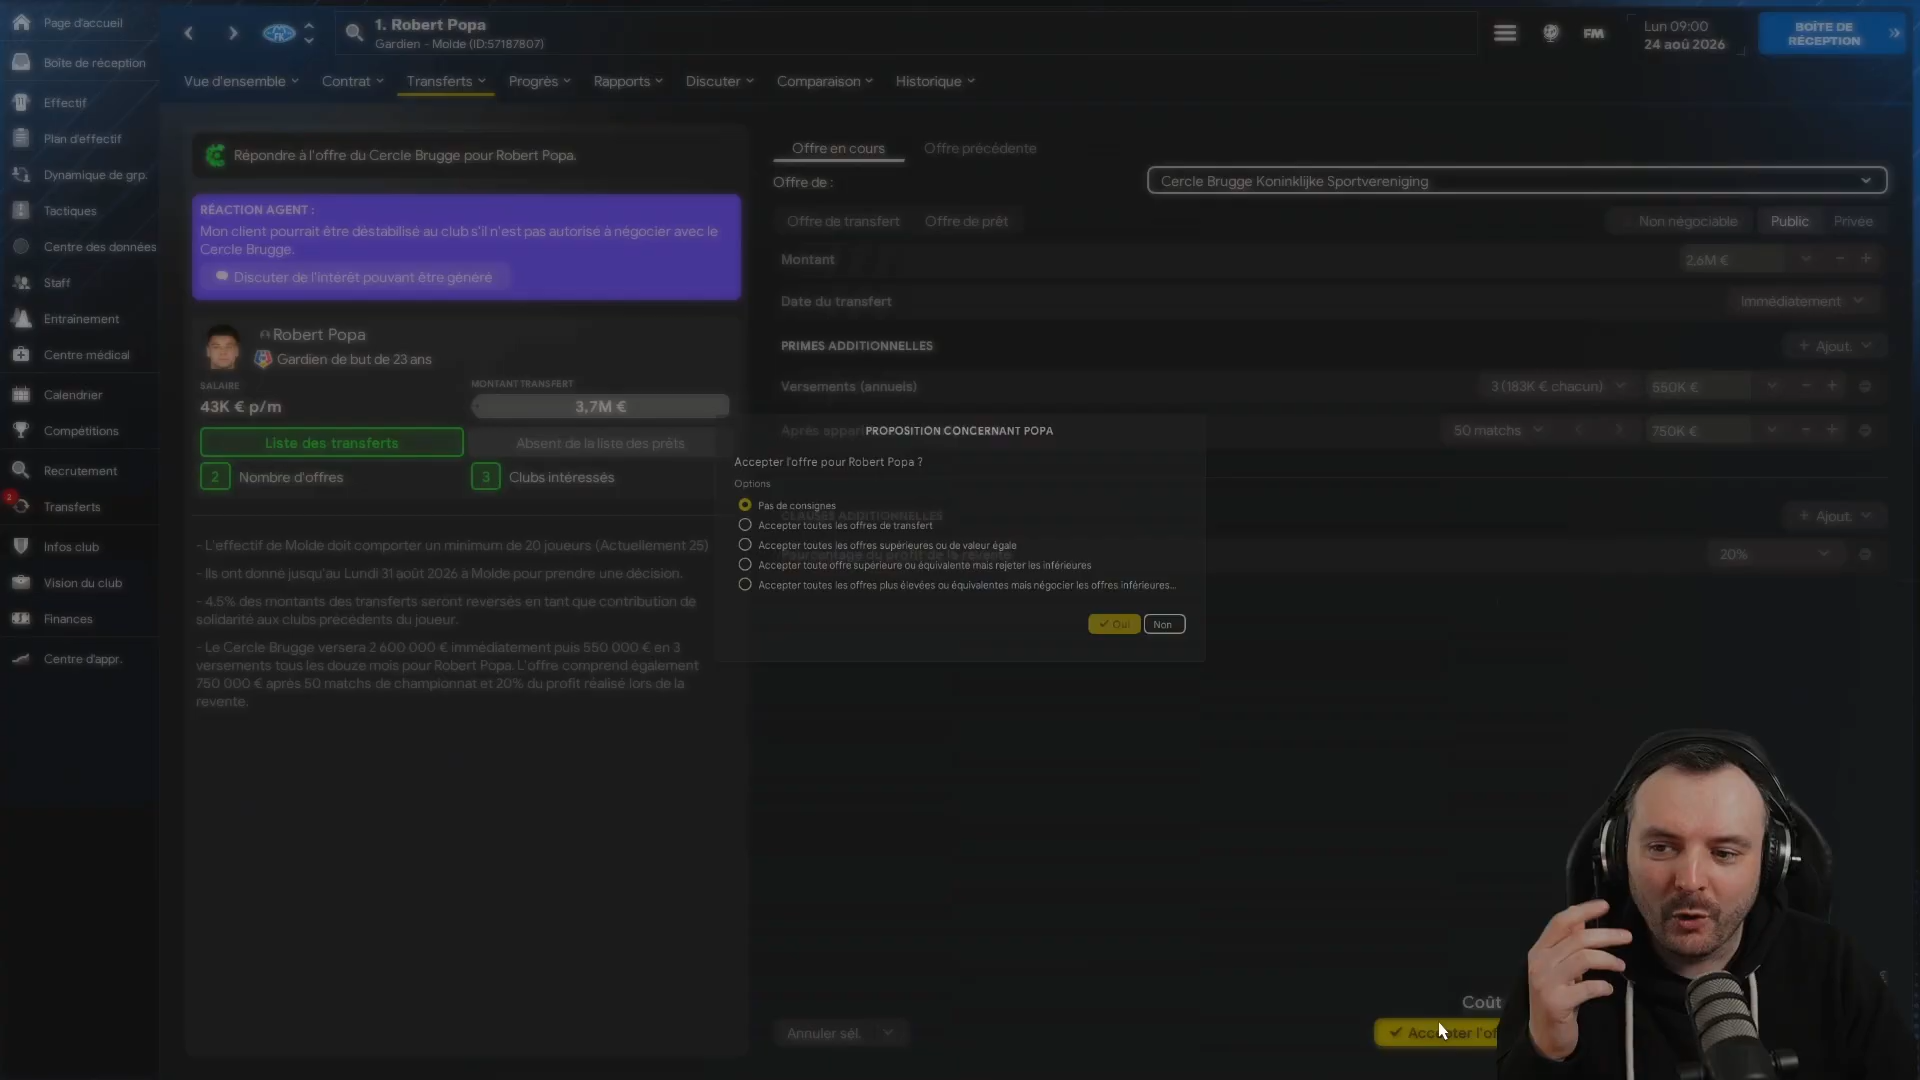 Page d'accueil
Boîte de réception
Effectif
Plan d'effectif
Dynamique de grp.
Tactiques
Centre des données
Staff
Entrainement
Centre médical
Calendrier
Compétitions
Recrutement
2
Transferts
Infos club
Vision du club
Finances
Centre d'appr.
1. Robert Popa
Gardien - Molde (ID:57187807)
FM
Lun 09:00
24 aoû 2026
BOÎTE DE
RÉCEPTION
Vue d'ensemble
Contrat
Transferts
Progrès
Rapports
Discuter
Comparaison
Historique
Répondre à l'offre du Cercle Brugge pour Robert Popa.
RÉACTION AGENT :
Mon client pourrait être déstabilisé au club s'il n'est pas autorisé à négocier avec le
Cercle Brugge.
Discuter de l'intérêt pouvant être généré
Robert Popa
Gardien de but de 23 ans
SALAIRE
43K € p/m
MONTANT TRANSFERT
3,7M €
Liste des transferts
Absent de la liste des prêts
2 Nombre d'offres
3 Clubs intéressés
- L'effectif de Molde doit comporter un minimum de 20 joueurs (Actuellement 25)
- Ils ont donné jusqu'au Lundi 31 août 2026 à Molde pour prendre une décision.
- 4.5% des montants des transferts seront reversés en tant que contribution de
solidarité aux clubs précédents du joueur.
- Le Cercle Brugge versera 2 600 000 € immédiatement puis 550 000 € en 3
versements tous les douze mois pour Robert Popa. L'offre comprend également
750 000 € après 50 matchs de championnat et 20% du profit réalisé lors de la
revente.
Offre en cours
Offre précédente
Offre de :
Cercle Brugge Koninklijke Sportvereniging
Offre de transfert
Offre de prêt
Non négociable
Public
Privée
Montant
2,6M €
Date du transfert
Immédiatement
PRIMES ADDITIONNELLES
+ Ajout.
Versements (annuels)
3 (183K € chacun)
550K €
Après appari
50 matchs
750K €
CLAUSES ADDITIONNELLES
+ Ajout.
Pourcentage du profit de la revente
20%
PROPOSITION CONCERNANT POPA
Accepter l'offre pour Robert Popa ?
Options
Pas de consignes
Accepter toutes les offres de transfert
Accepter toutes les offres supérieures ou de valeur égale
Accepter toute offre supérieure ou équivalente mais rejeter les inférieures
Accepter toutes les offres plus élevées ou équivalentes mais négocier les offres inférieures...
Oui
Non
Annuler sél.
Coût
Accepter l'of